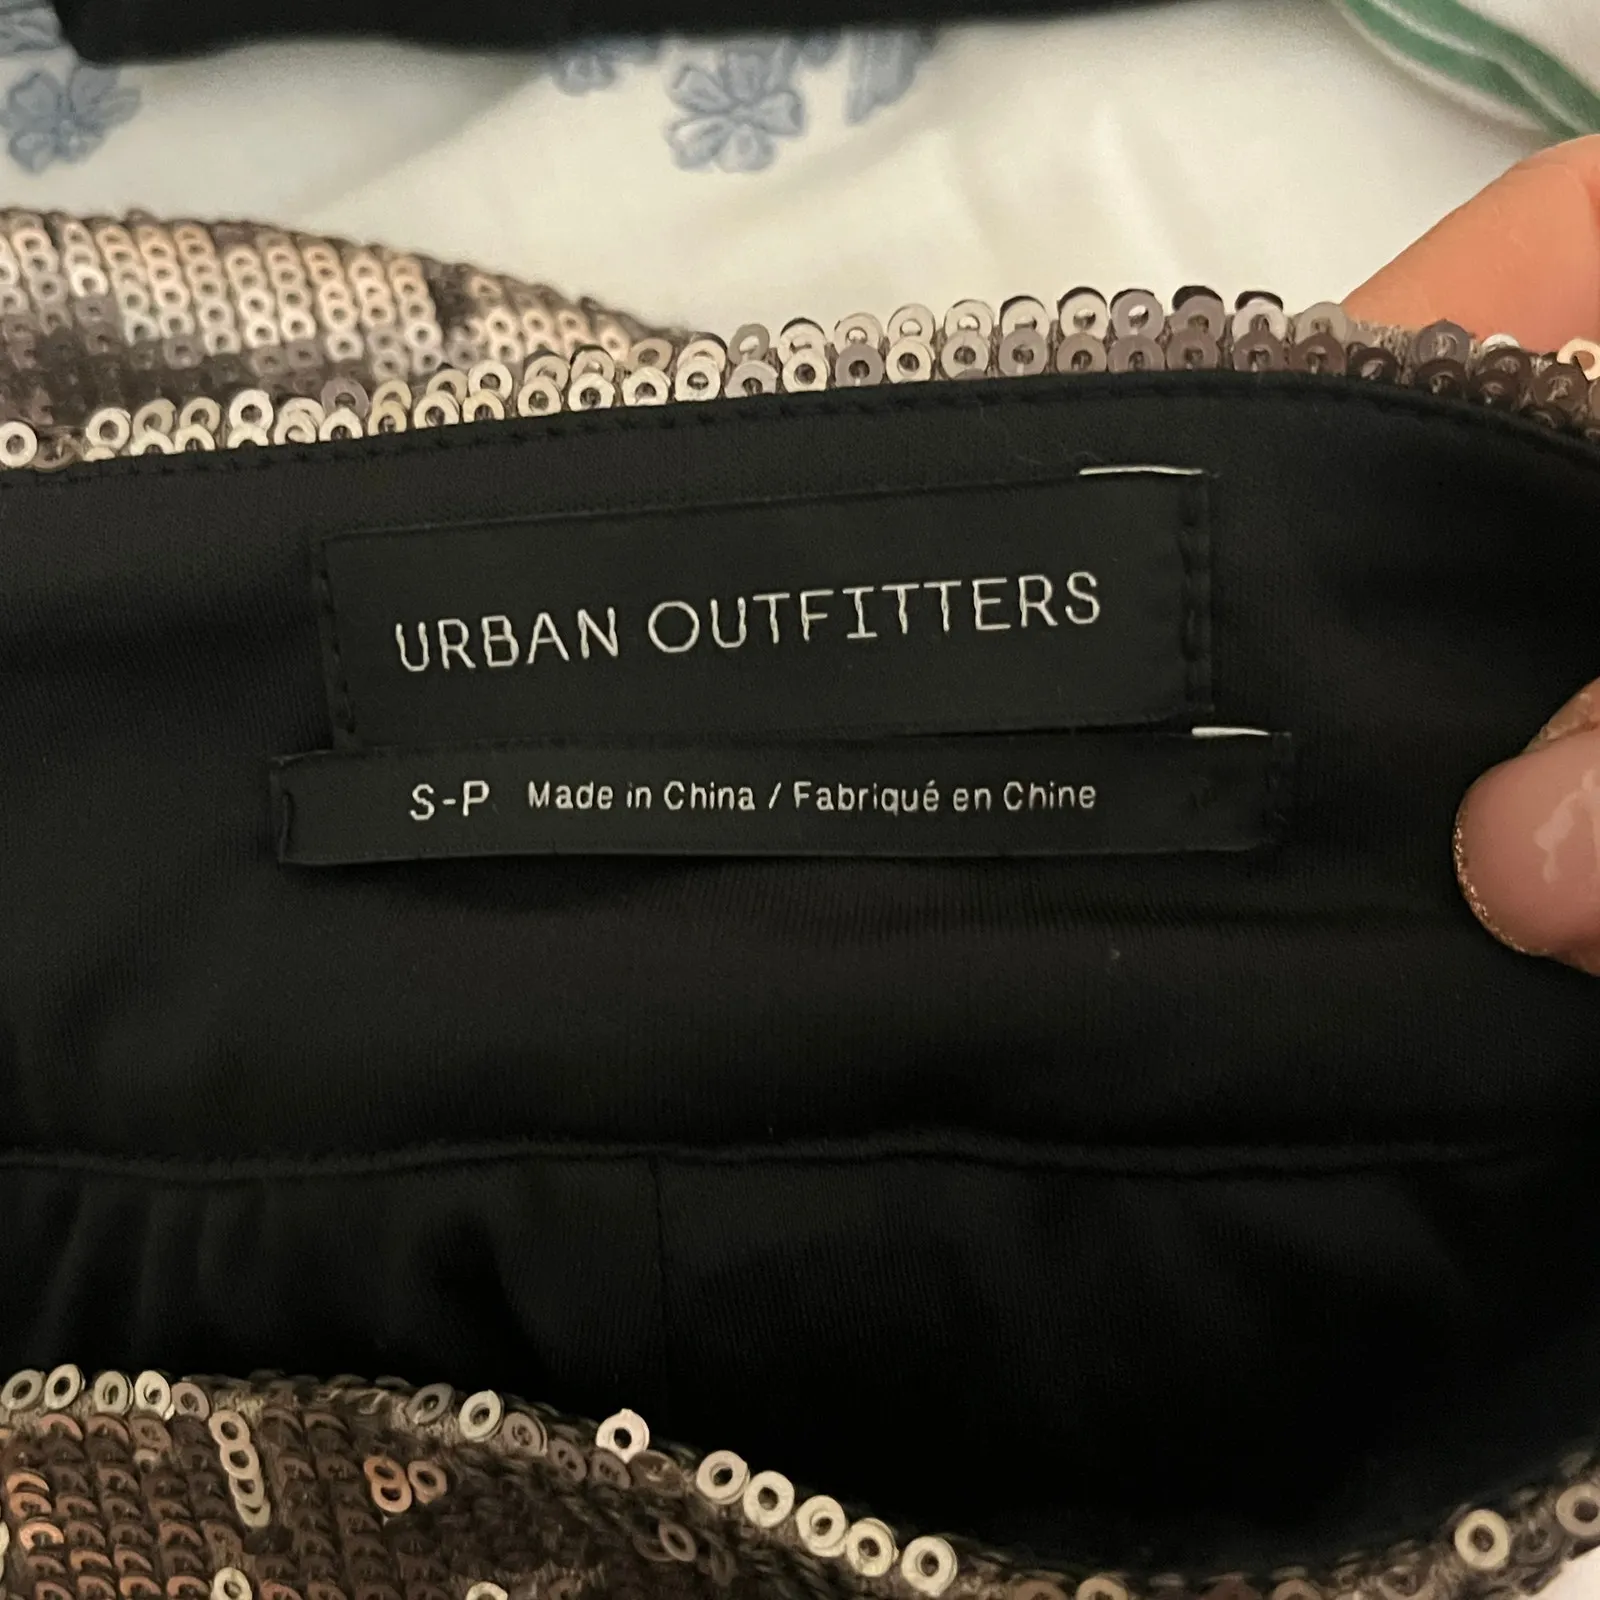 URBAN OUTFITTERS
S-P Made in China / Fabriqué en Chine